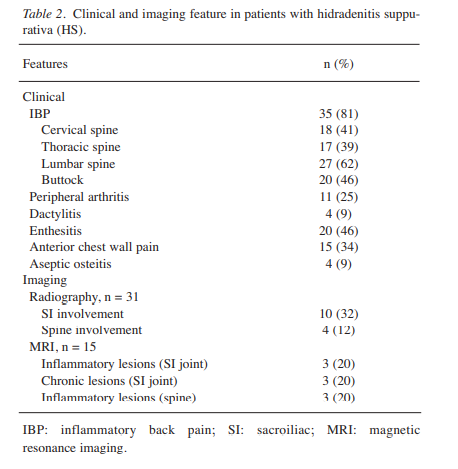 Table 2. Clinical and imaging feature in patients with hidradenitis suppu-
rativa (HS).
Features n (%)
Clinical
IBP 35 (81)
Cervical spine 18 (41)
Thoracic spine 17 (39)
Lumbar spine 27 (62)
Buttock 20 (46)
Peripheral arthritis 11 (25)
Dactylitis 4 (9)
Enthesitis 20 (46)
Anterior chest wall pain 15 (34)
Aseptic osteitis 4 (9)
Imaging
Radiography, n = 31
SI involvement 10 (32)
Spine involvement 4 (12)
MRI, n = 15
Inflammatory lesions (SI joint) 3 (20)
Chronic lesions (SI joint) 3 (20)
Inflammatory lesions (spine) 3 (20)
IBP: inflammatory back pain; SI: sacroiliac; MRI: magnetic
resonance imaging.